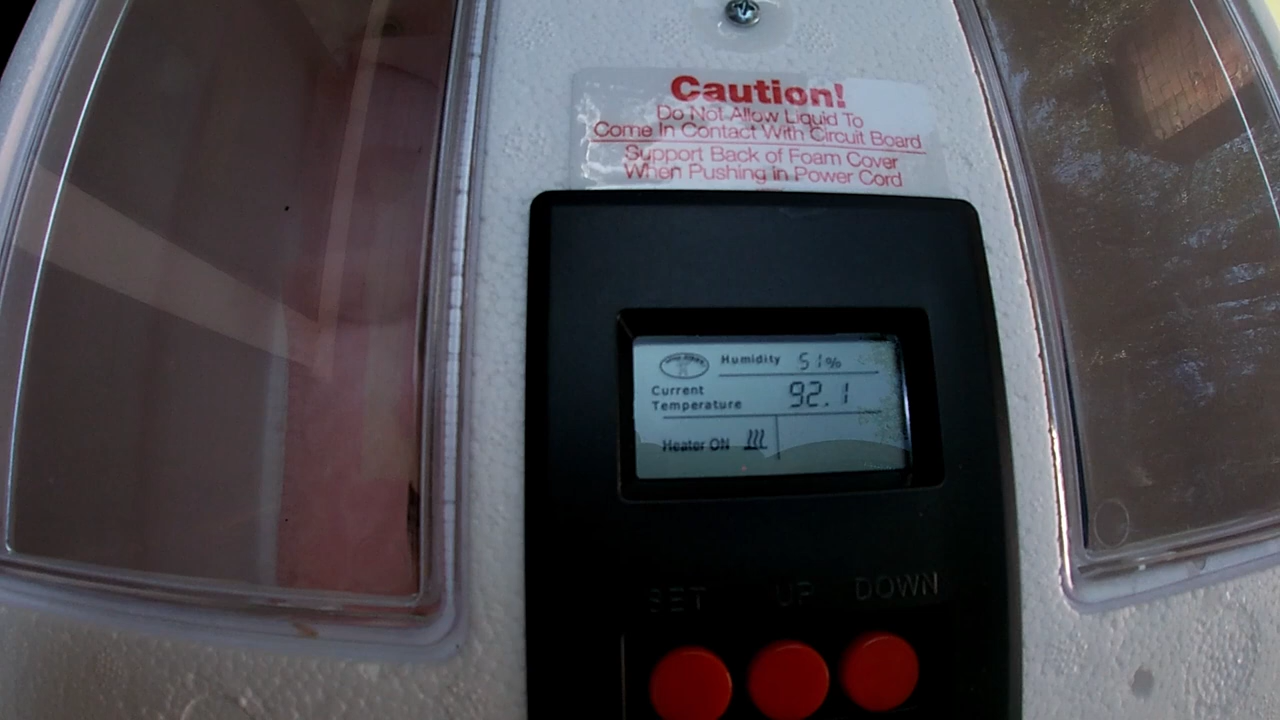 Caution!
Do Not Allow Liquid To
Come In Contact With Circuit Board
Support Back of Foam Cover
When Pushing in Power Cord
Humidity 51%
Current
Temperature 92.1
Heater ON
SET UP DOWN